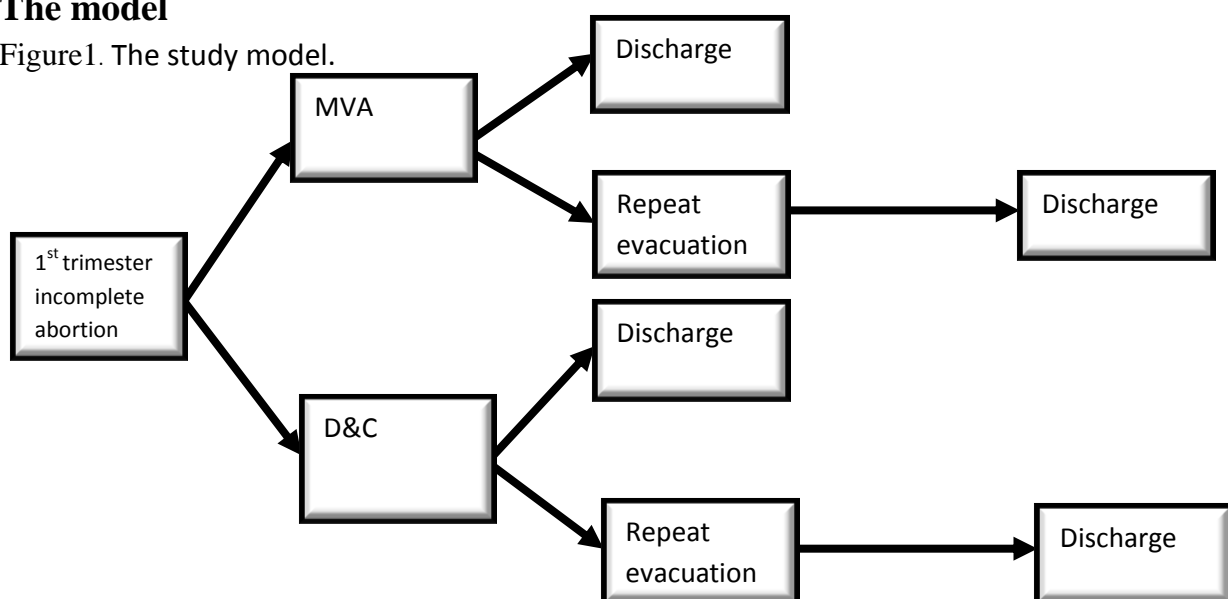 The model
Figure1. The study model.
Discharge
MVA
Repeat
evacuation
Discharge
1st trimester
incomplete
abortion
Discharge
D&C
Repeat
evacuation
Discharge